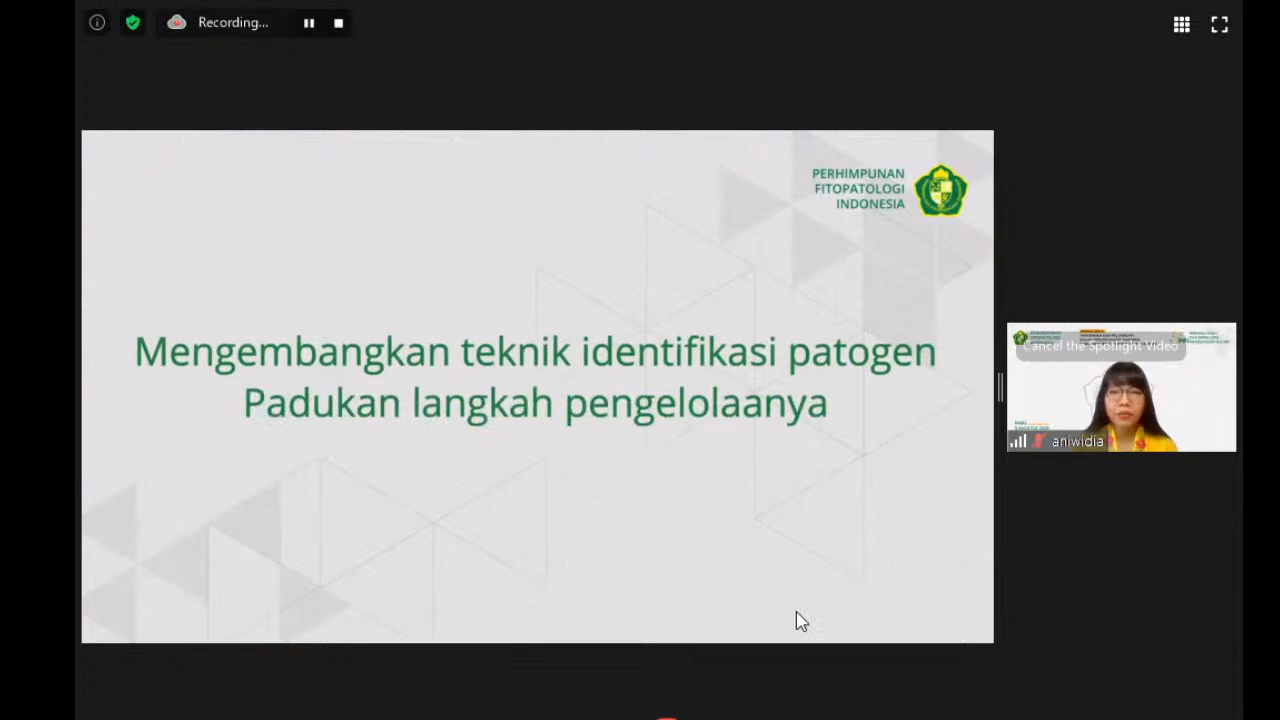 Recording...
PERHIMPUNAN
FITOPATOLOGI
INDONESIA
Mengembangkan teknik identifikasi patogen
Padukan langkah pengelolaanya
Cancel the Spotlight Video
aniwidia